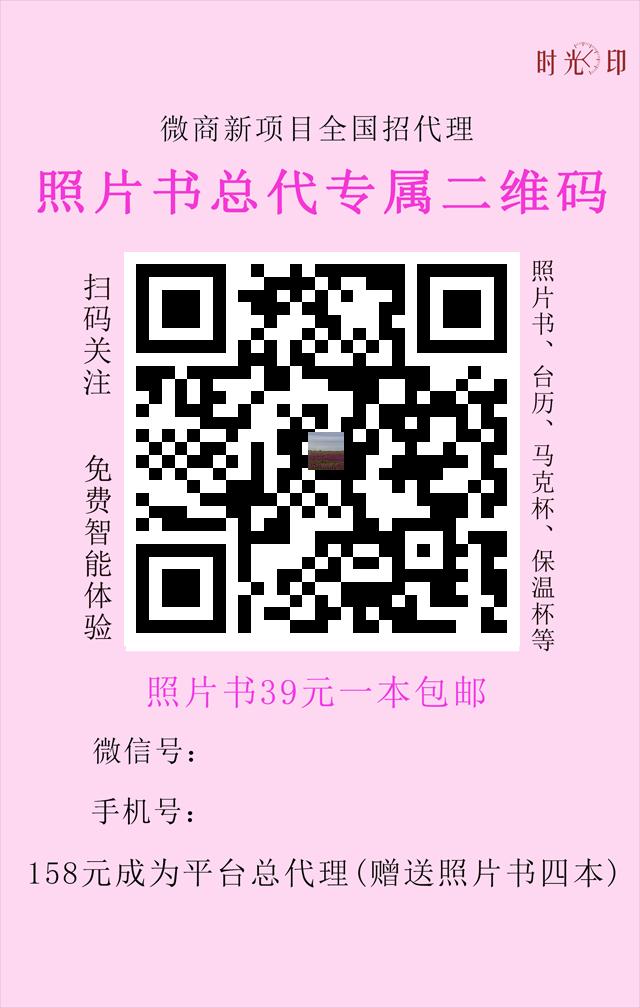 时光印
微商新项目全国招代理
照片书总代专属二维码
扫码关注 免费智能体验
照片书、台历、马克杯、保温杯等
照片书39元一本包邮
微信号：
手机号：
158元成为平台总代理(赠送照片书四本)